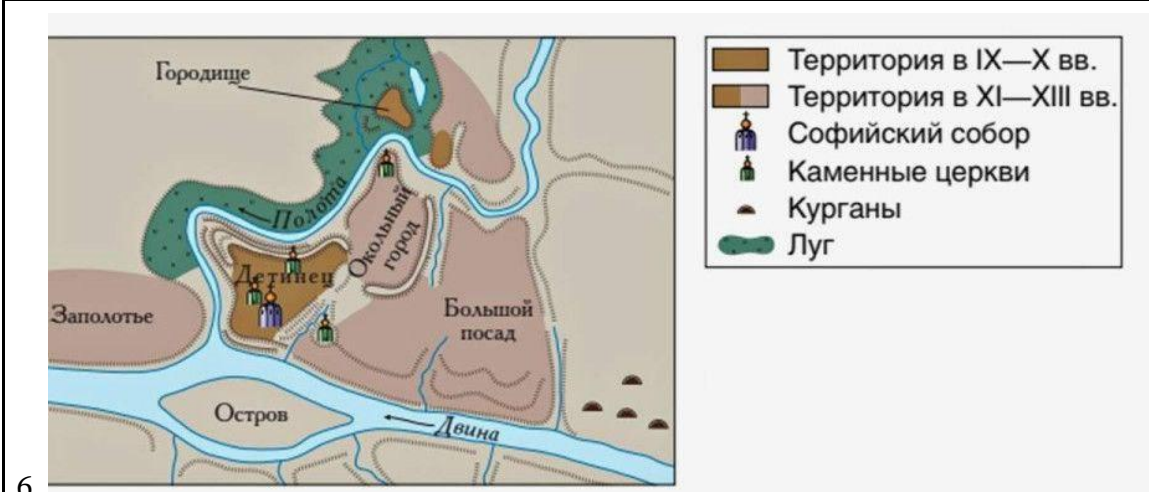 Городище
Полота
Окольный
город
Детинец
Заполотье
Большой
посад
Остров
Двина
Территория в IX—X вв.
Территория в XI—XIII вв.
Софийский собор
Каменные церкви
Курганы
Луг
6